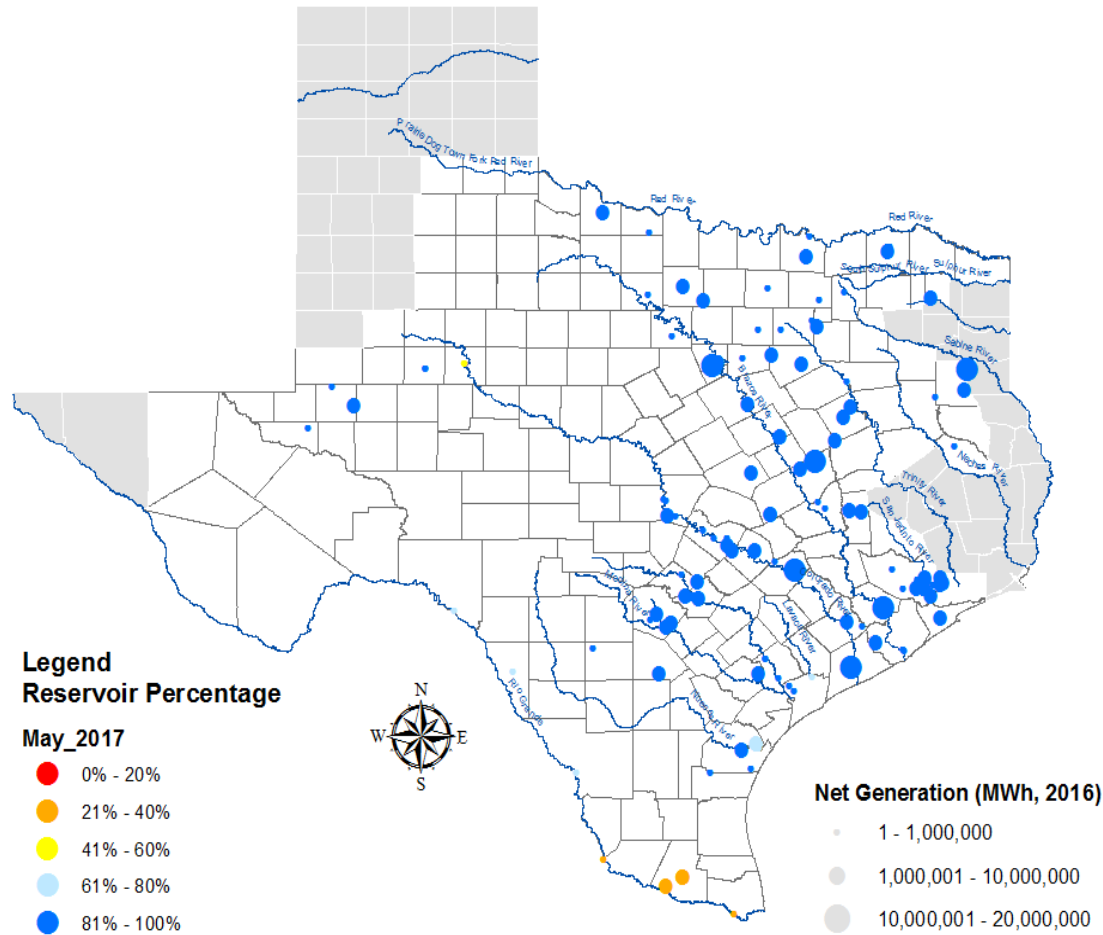 Prairie Dog Town Fork Red River
Red River
Red River
South Sulphur River
Sulphur River
Sabine River
Brazos River
Neches River
Trinity River
San Jacinto River
Colorado River
Medina River
Lavaca River
Rio Grande
Nueces River
N
W E
S
Legend
Reservoir Percentage
May_2017
0% - 20%
21% - 40%
41% - 60%
61% - 80%
81% - 100%
Net Generation (MWh, 2016)
1 - 1,000,000
1,000,001 - 10,000,000
10,000,001 - 20,000,000